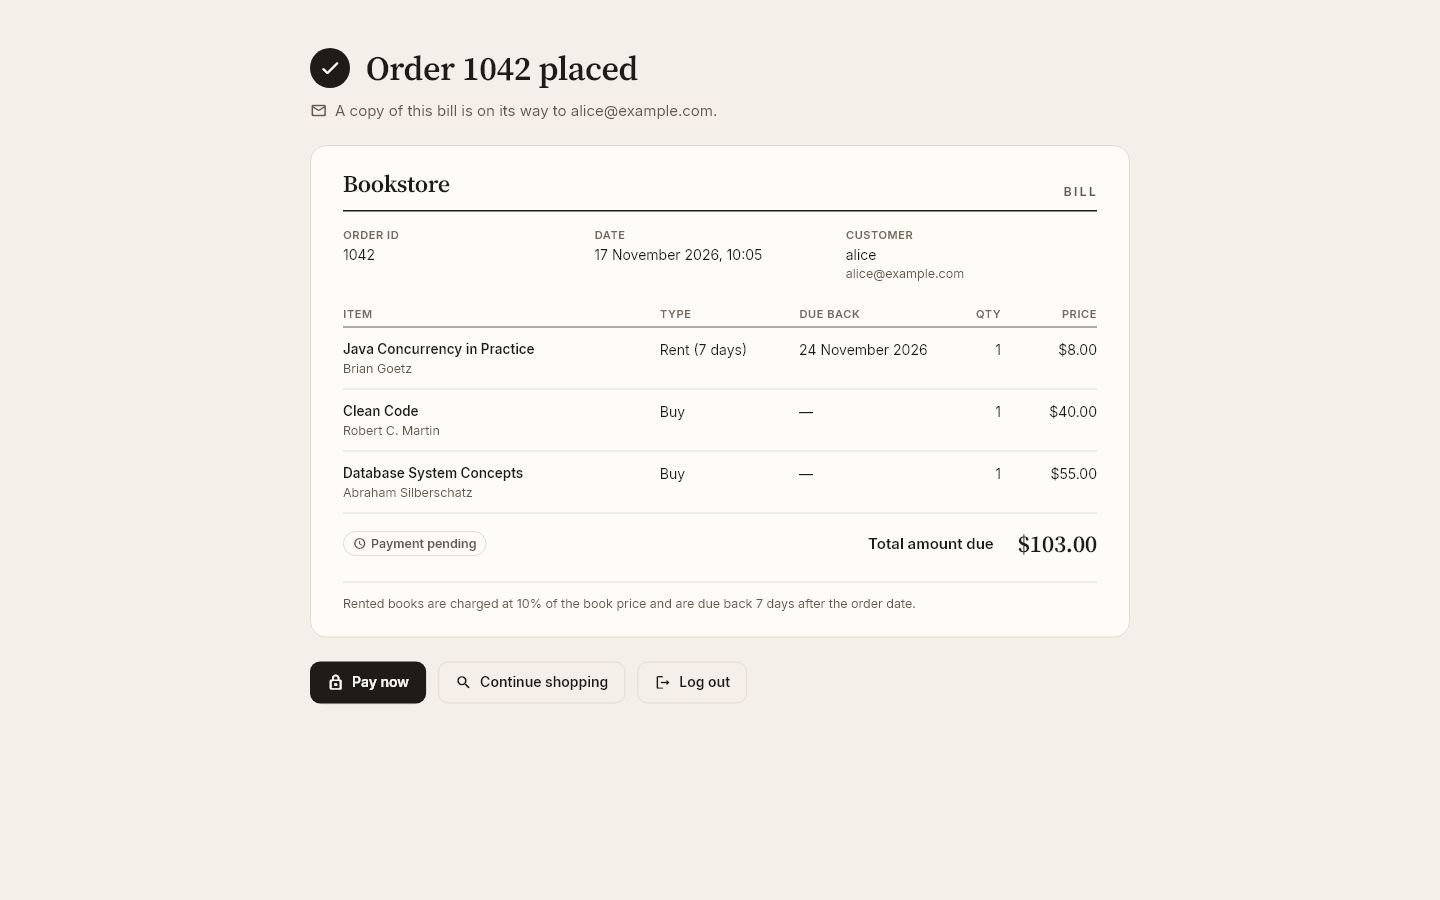 Order 1042 placed
A copy of this bill is on its way to alice@example.com.
Bookstore
BILL
ORDER ID DATE CUSTOMER
1042 17 November 2026, 10:05 alice
alice@example.com
ITEM TYPE DUE BACK QTY PRICE
Java Concurrency in Practice Rent (7 days) 24 November 2026 1 $8.00
Brian Goetz
Clean Code Buy — 1 $40.00
Robert C. Martin
Database System Concepts Buy — 1 $55.00
Abraham Silberschatz
Payment pending Total amount due $103.00
Rented books are charged at 10% of the book price and are due back 7 days after the order date.
Pay now Continue shopping Log out